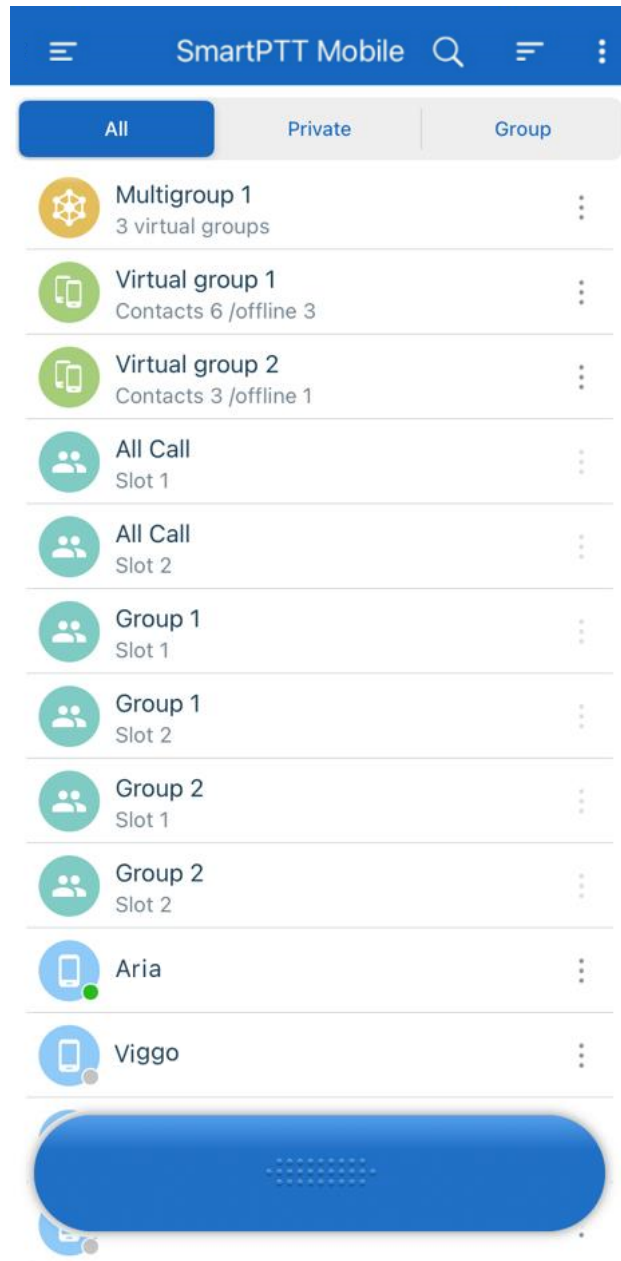 SmartPTT Mobile
All
Private
Group
Multigroup 1
3 virtual groups
Virtual group 1
Contacts 6 /offline 3
Virtual group 2
Contacts 3 /offline 1
All Call
Slot 1
All Call
Slot 2
Group 1
Slot 1
Group 1
Slot 2
Group 2
Slot 1
Group 2
Slot 2
Aria
Viggo